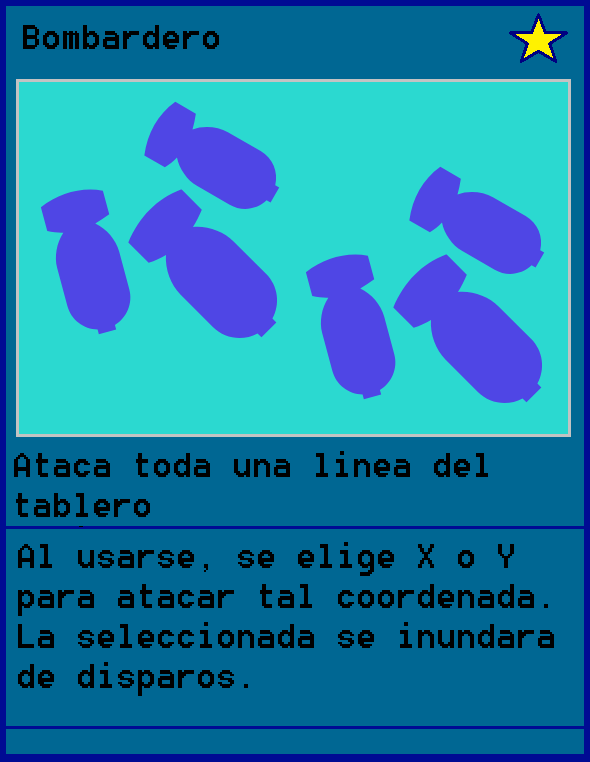 Bombardero
Ataca toda una linea del
tablero
Al usarse, se elige X o Y
para atacar tal coordenada.
La seleccionada se inundara
de disparos.